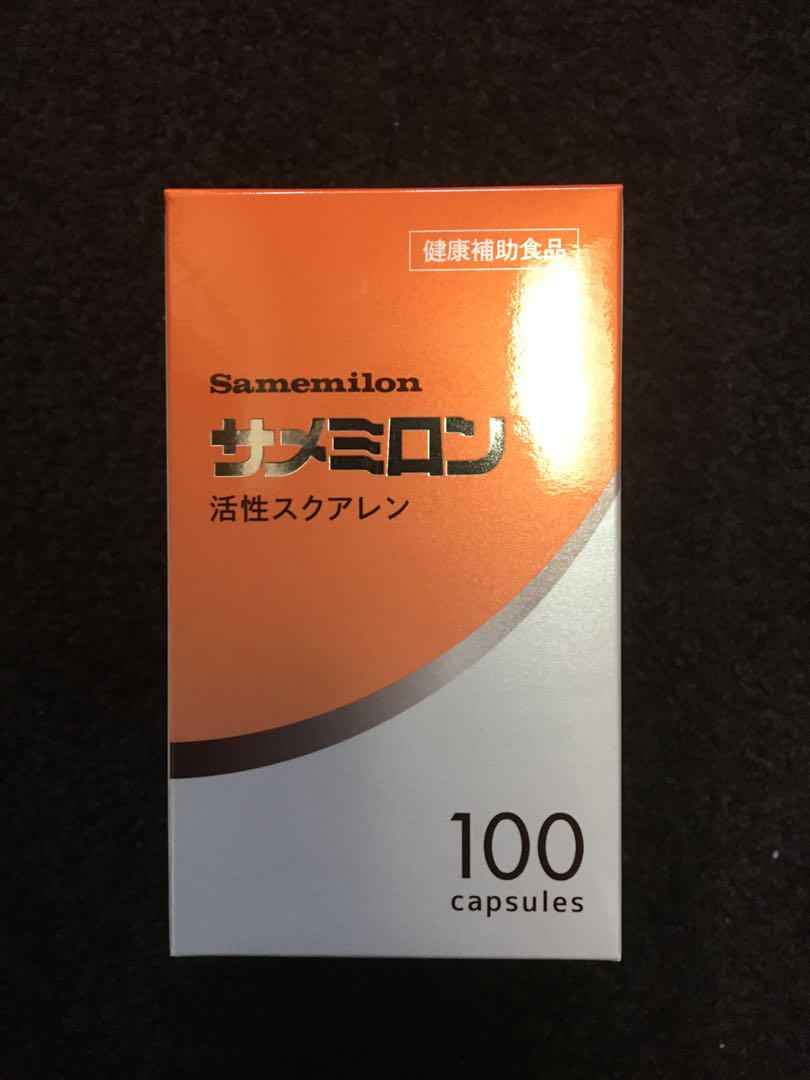 健康補助食品
Samemilon
サメミロン
活性スクアレン
100
capsules